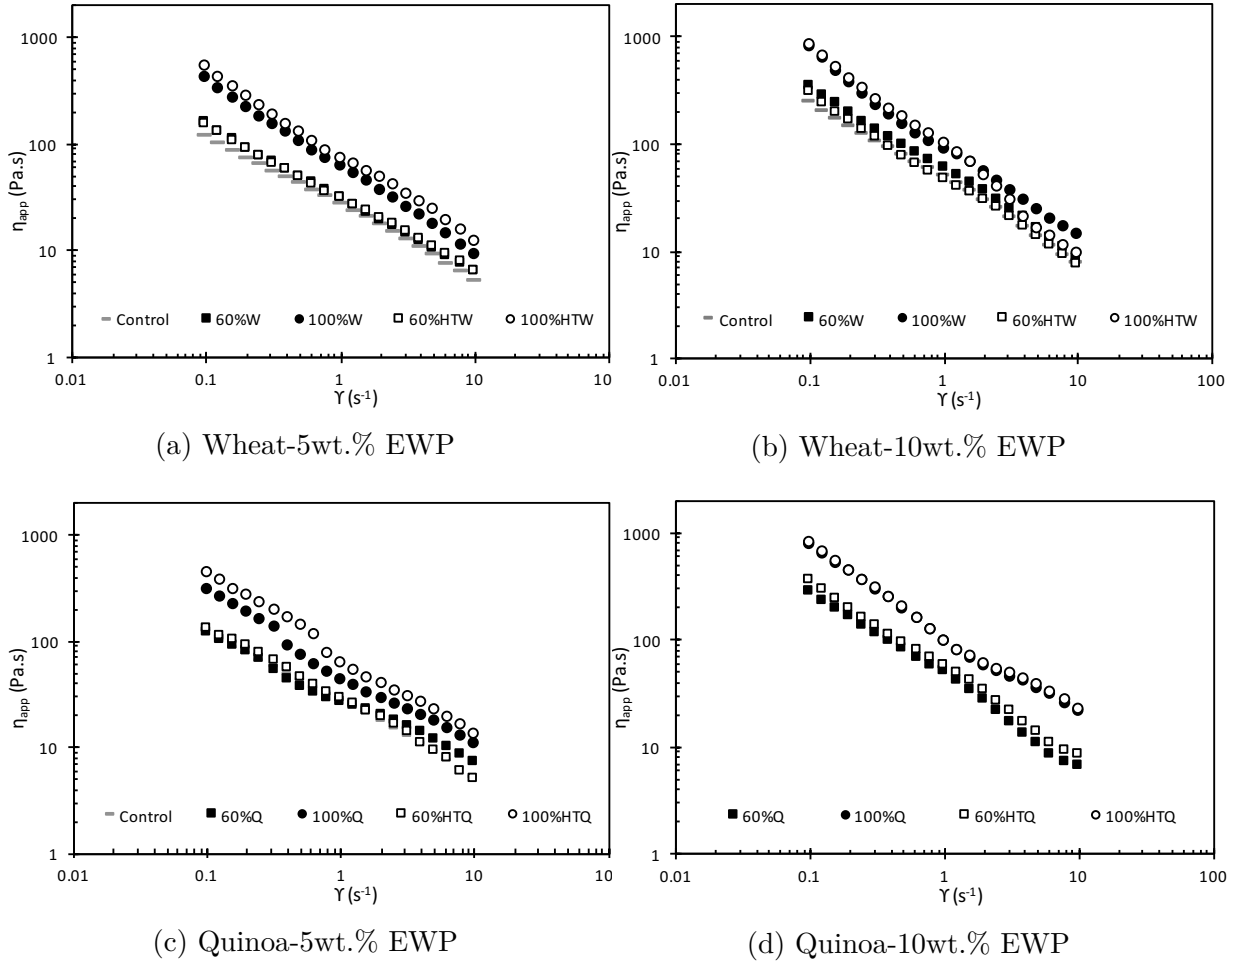 1000
100
10
1
η_app (Pa.s)
Control 60%W 100%W 60%HTW 100%HTW
0.01 0.1 1 10 10
ϒ (s⁻¹)
(a) Wheat-5wt.% EWP
1000
100
10
1
η_app (Pa.s)
Control 60%W 100%W 60%HTW 100%HTW
0.01 0.1 1 10 100
ϒ (s⁻¹)
(b) Wheat-10wt.% EWP
1000
100
10
1
η_app (Pa.s)
Control 60%Q 100%Q 60%HTQ 100%HTQ
0.01 0.1 1 10 10
ϒ (s⁻¹)
(c) Quinoa-5wt.% EWP
1000
100
10
1
η_app (Pa.s)
60%Q 100%Q 60%HTQ 100%HTQ
0.01 0.1 1 10 100
ϒ (s⁻¹)
(d) Quinoa-10wt.% EWP